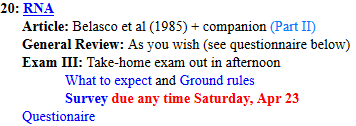 20: RNA
Article: Belasco et al (1985) + companion (Part II)
General Review: As you wish (see questionnaire below)
Exam III: Take-home exam out in afternoon
What to expect and Ground rules
Survey due any time Saturday, Apr 23
Questionaire